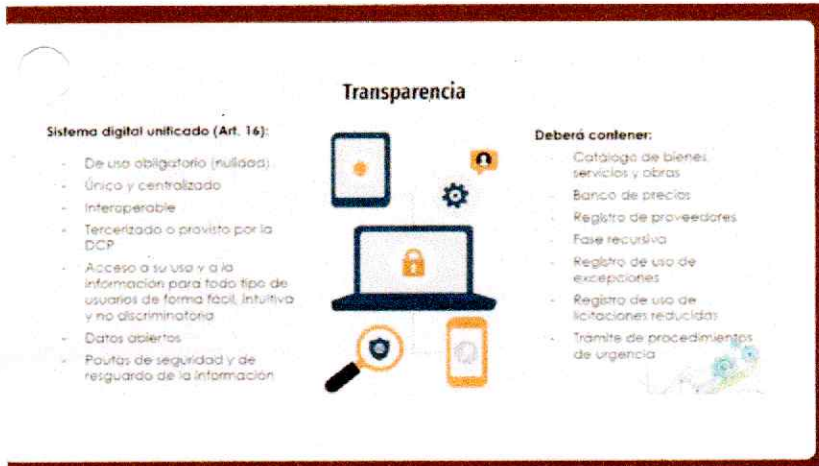 Transparencia
Sistema digital unificado (Art. 16):
- De uso obligatorio (nulidad)
- Único y centralizado
- Interoperable
- Tercerizado o provisto por la
DCP
- Acceso a su uso y a la
información para todo tipo de
usuarios de forma fácil, intuitiva
y no discriminatoria
- Datos abiertos
- Pautas de seguridad y de
resguardo de la información
Deberá contener:
- Catálogo de bienes,
servicios y obras
- Banco de precios
- Registro de proveedores
- Fase recursiva
- Registro de uso de
excepciones
- Registro de uso de
licitaciones reducidas
- Trámite de procedimientos
de urgencia